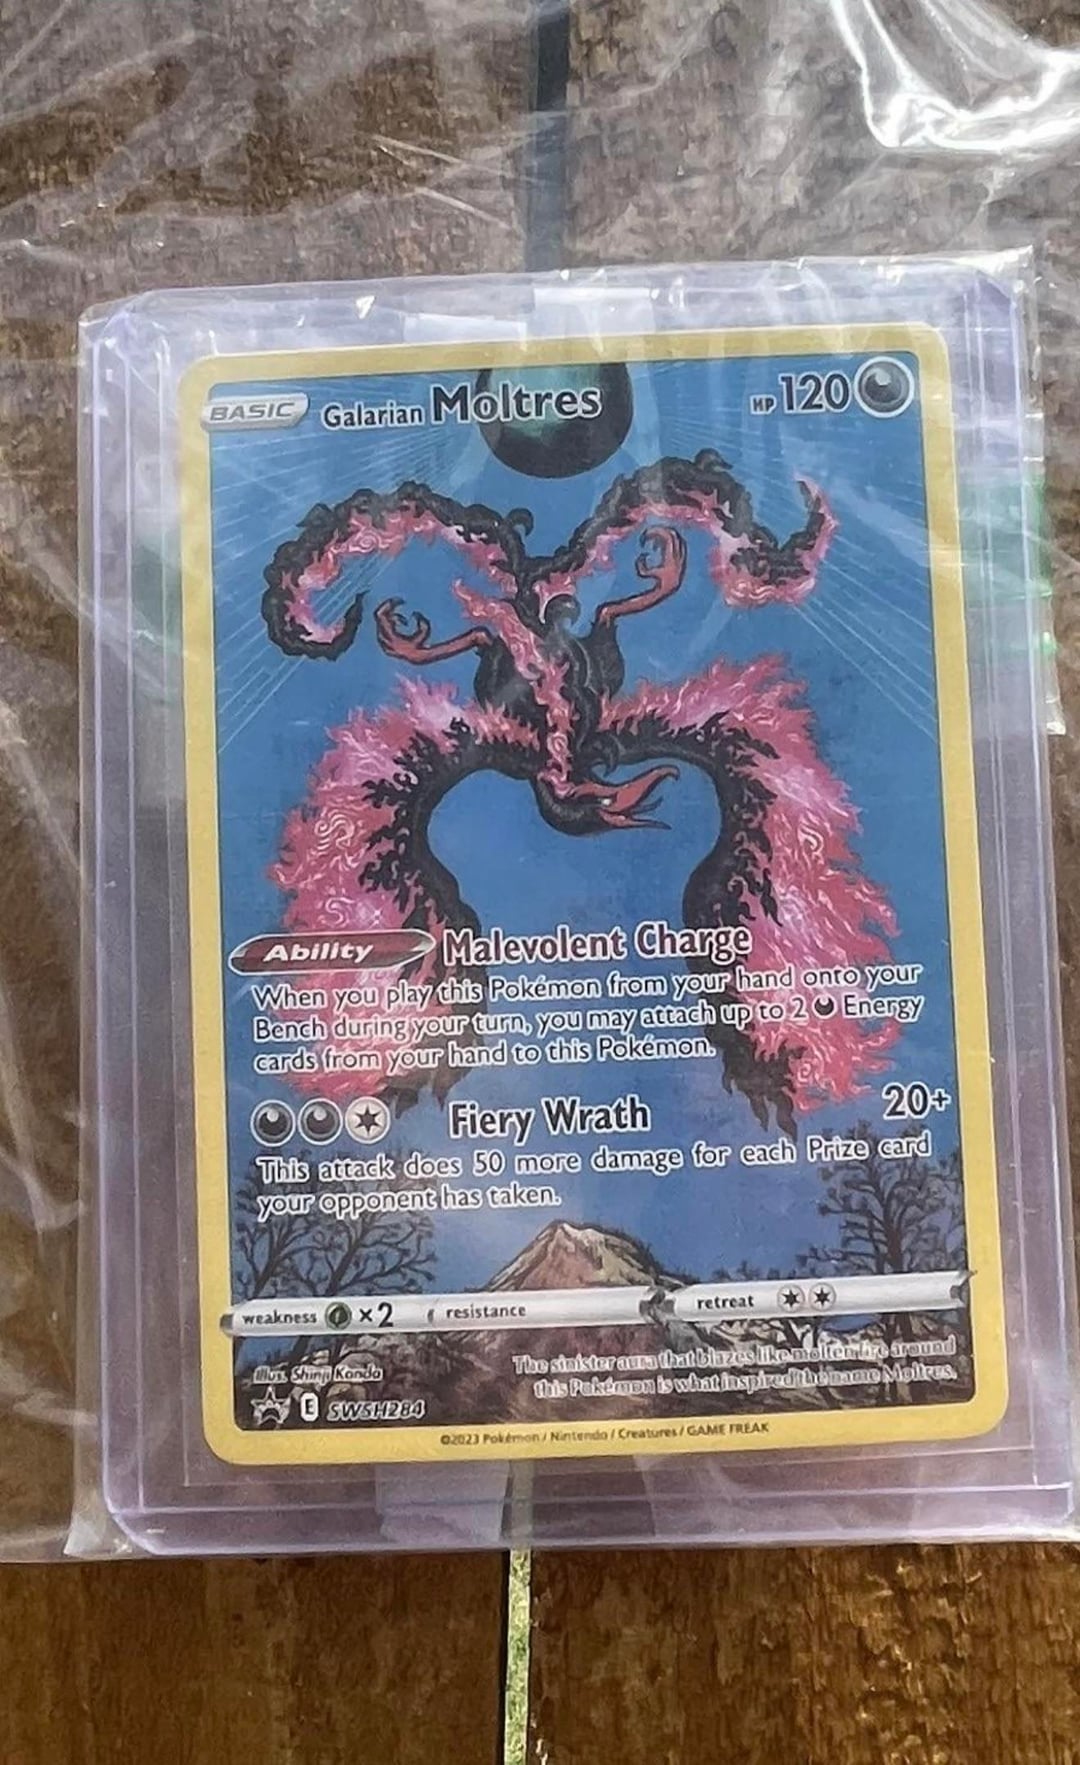 BASIC Galarian Moltres HP 120
Ability Malevolent Charge
When you play this Pokémon from your hand onto your
Bench during your turn, you may attach up to 2 Energy
cards from your hand to this Pokémon.
Fiery Wrath 20+
This attack does 50 more damage for each Prize card
your opponent has taken.
weakness ×2 resistance retreat
Illus. Shinji Kanda
The sinister aura that blazes like molten fire around
this Pokémon is what inspired the name Moltres.
E SWSH284
©2023 Pokémon / Nintendo / Creatures / GAME FREAK